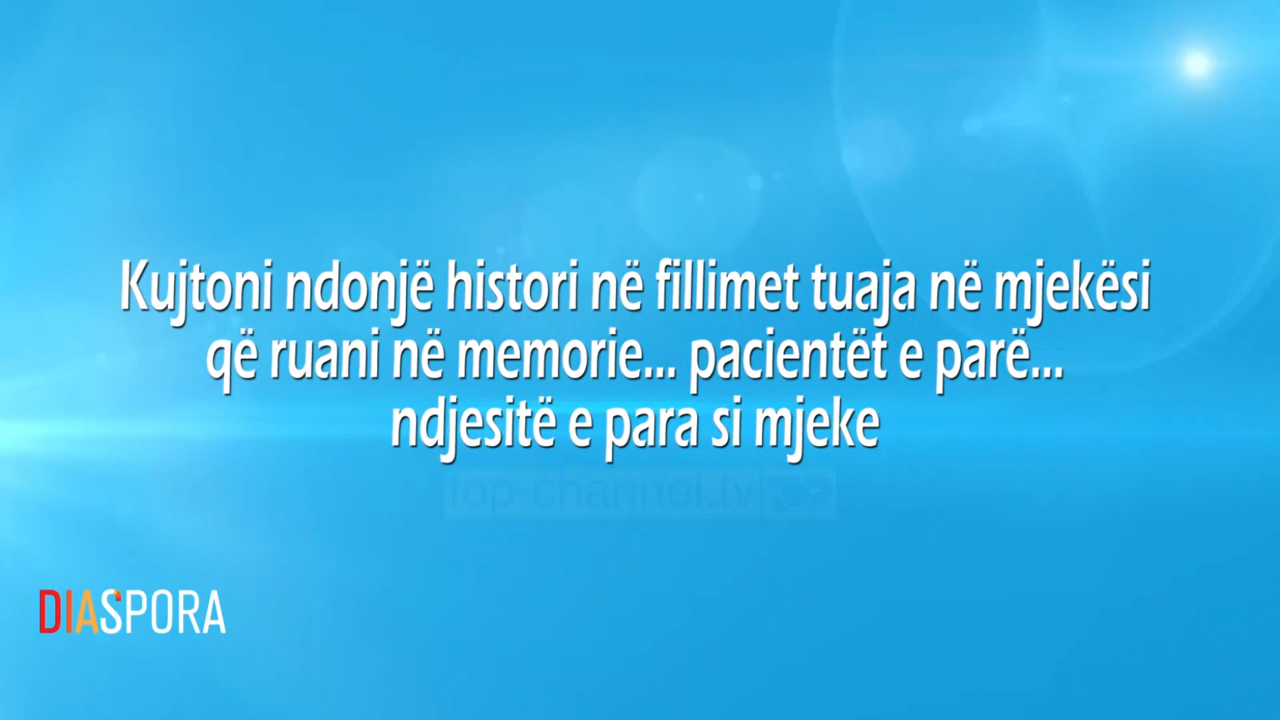 Kujtoni ndonjë histori në fillimet tuaja në mjekësi
që ruani në memorie... pacientët e parë...
ndjesitë e para si mjeke
top-channel.tv TOP
DIASPORA